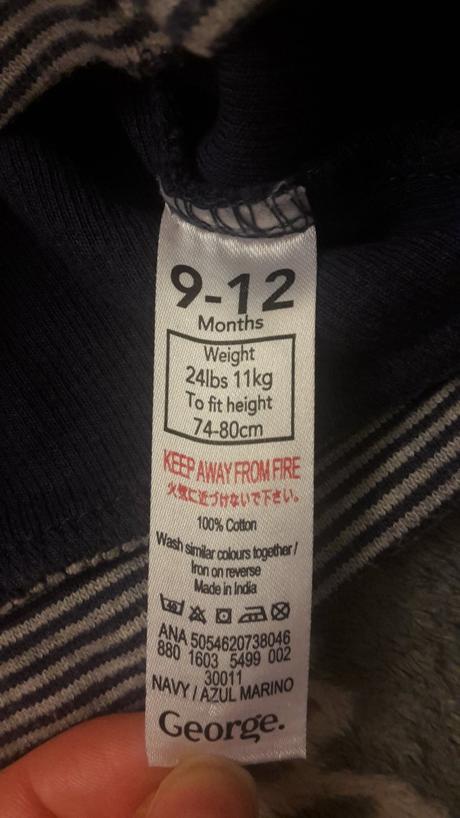 9-12
Months
Weight
24lbs 11kg
To fit height
74-80cm
KEEP AWAY FROM FIRE
火気に近づけないで下さい。
100% Cotton
Wash similar colours together /
Iron on reverse
Made in India
40
ANA 5054620738046
880 1603 5499 002
30011
NAVY / AZUL MARINO
George.